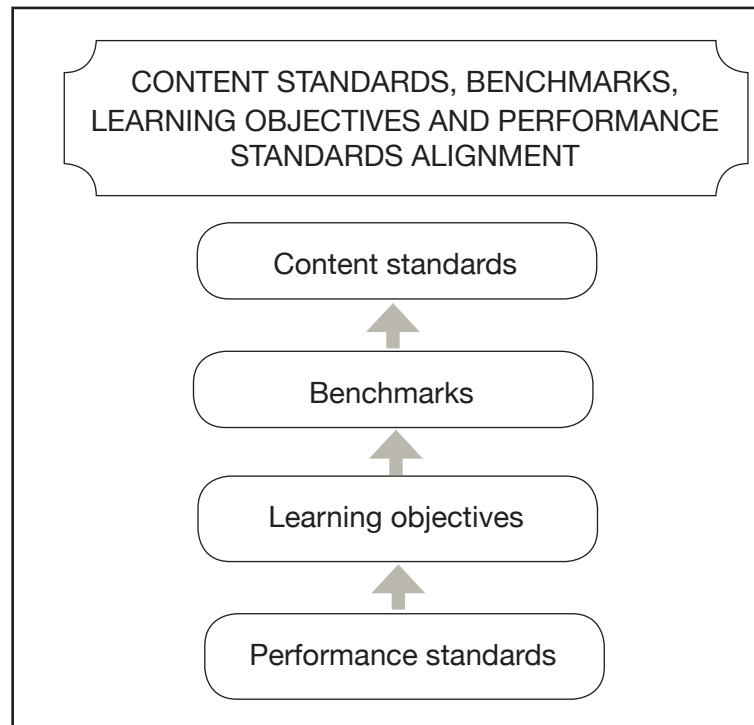 CONTENT STANDARDS, BENCHMARKS,
LEARNING OBJECTIVES AND PERFORMANCE
STANDARDS ALIGNMENT
Content standards
Benchmarks
Learning objectives
Performance standards